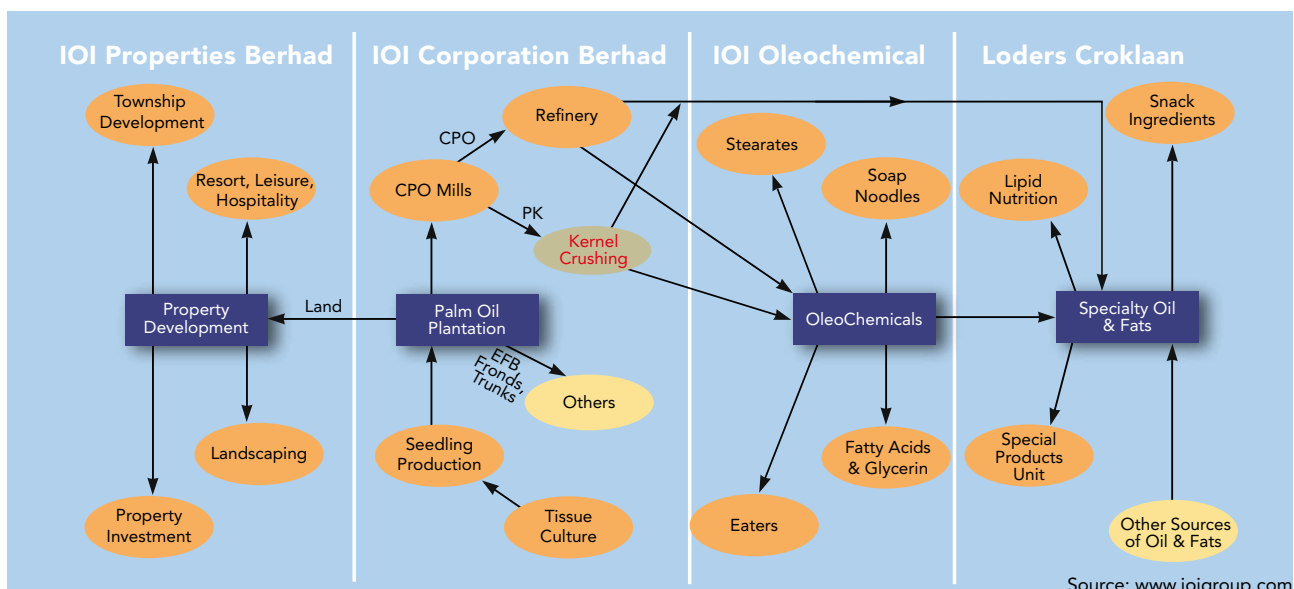 IOI Properties Berhad
IOI Corporation Berhad
IOI Oleochemical
Loders Croklaan
Township
Development
Resort, Leisure,
Hospitality
Property
Development
Landscaping
Property
Investment
Land
CPO
Refinery
CPO Mills
PK
Kernel
Crushing
Palm Oil
Plantation
EFB
Fronds,
Trunks
Others
Seedling
Production
Tissue
Culture
Stearates
Soap
Noodles
OleoChemicals
Fatty Acids
& Glycerin
Eaters
Snack
Ingredients
Lipid
Nutrition
Specialty Oil
& Fats
Special
Products
Unit
Other Sources
of Oil & Fats
Source: www.ioigroup.com